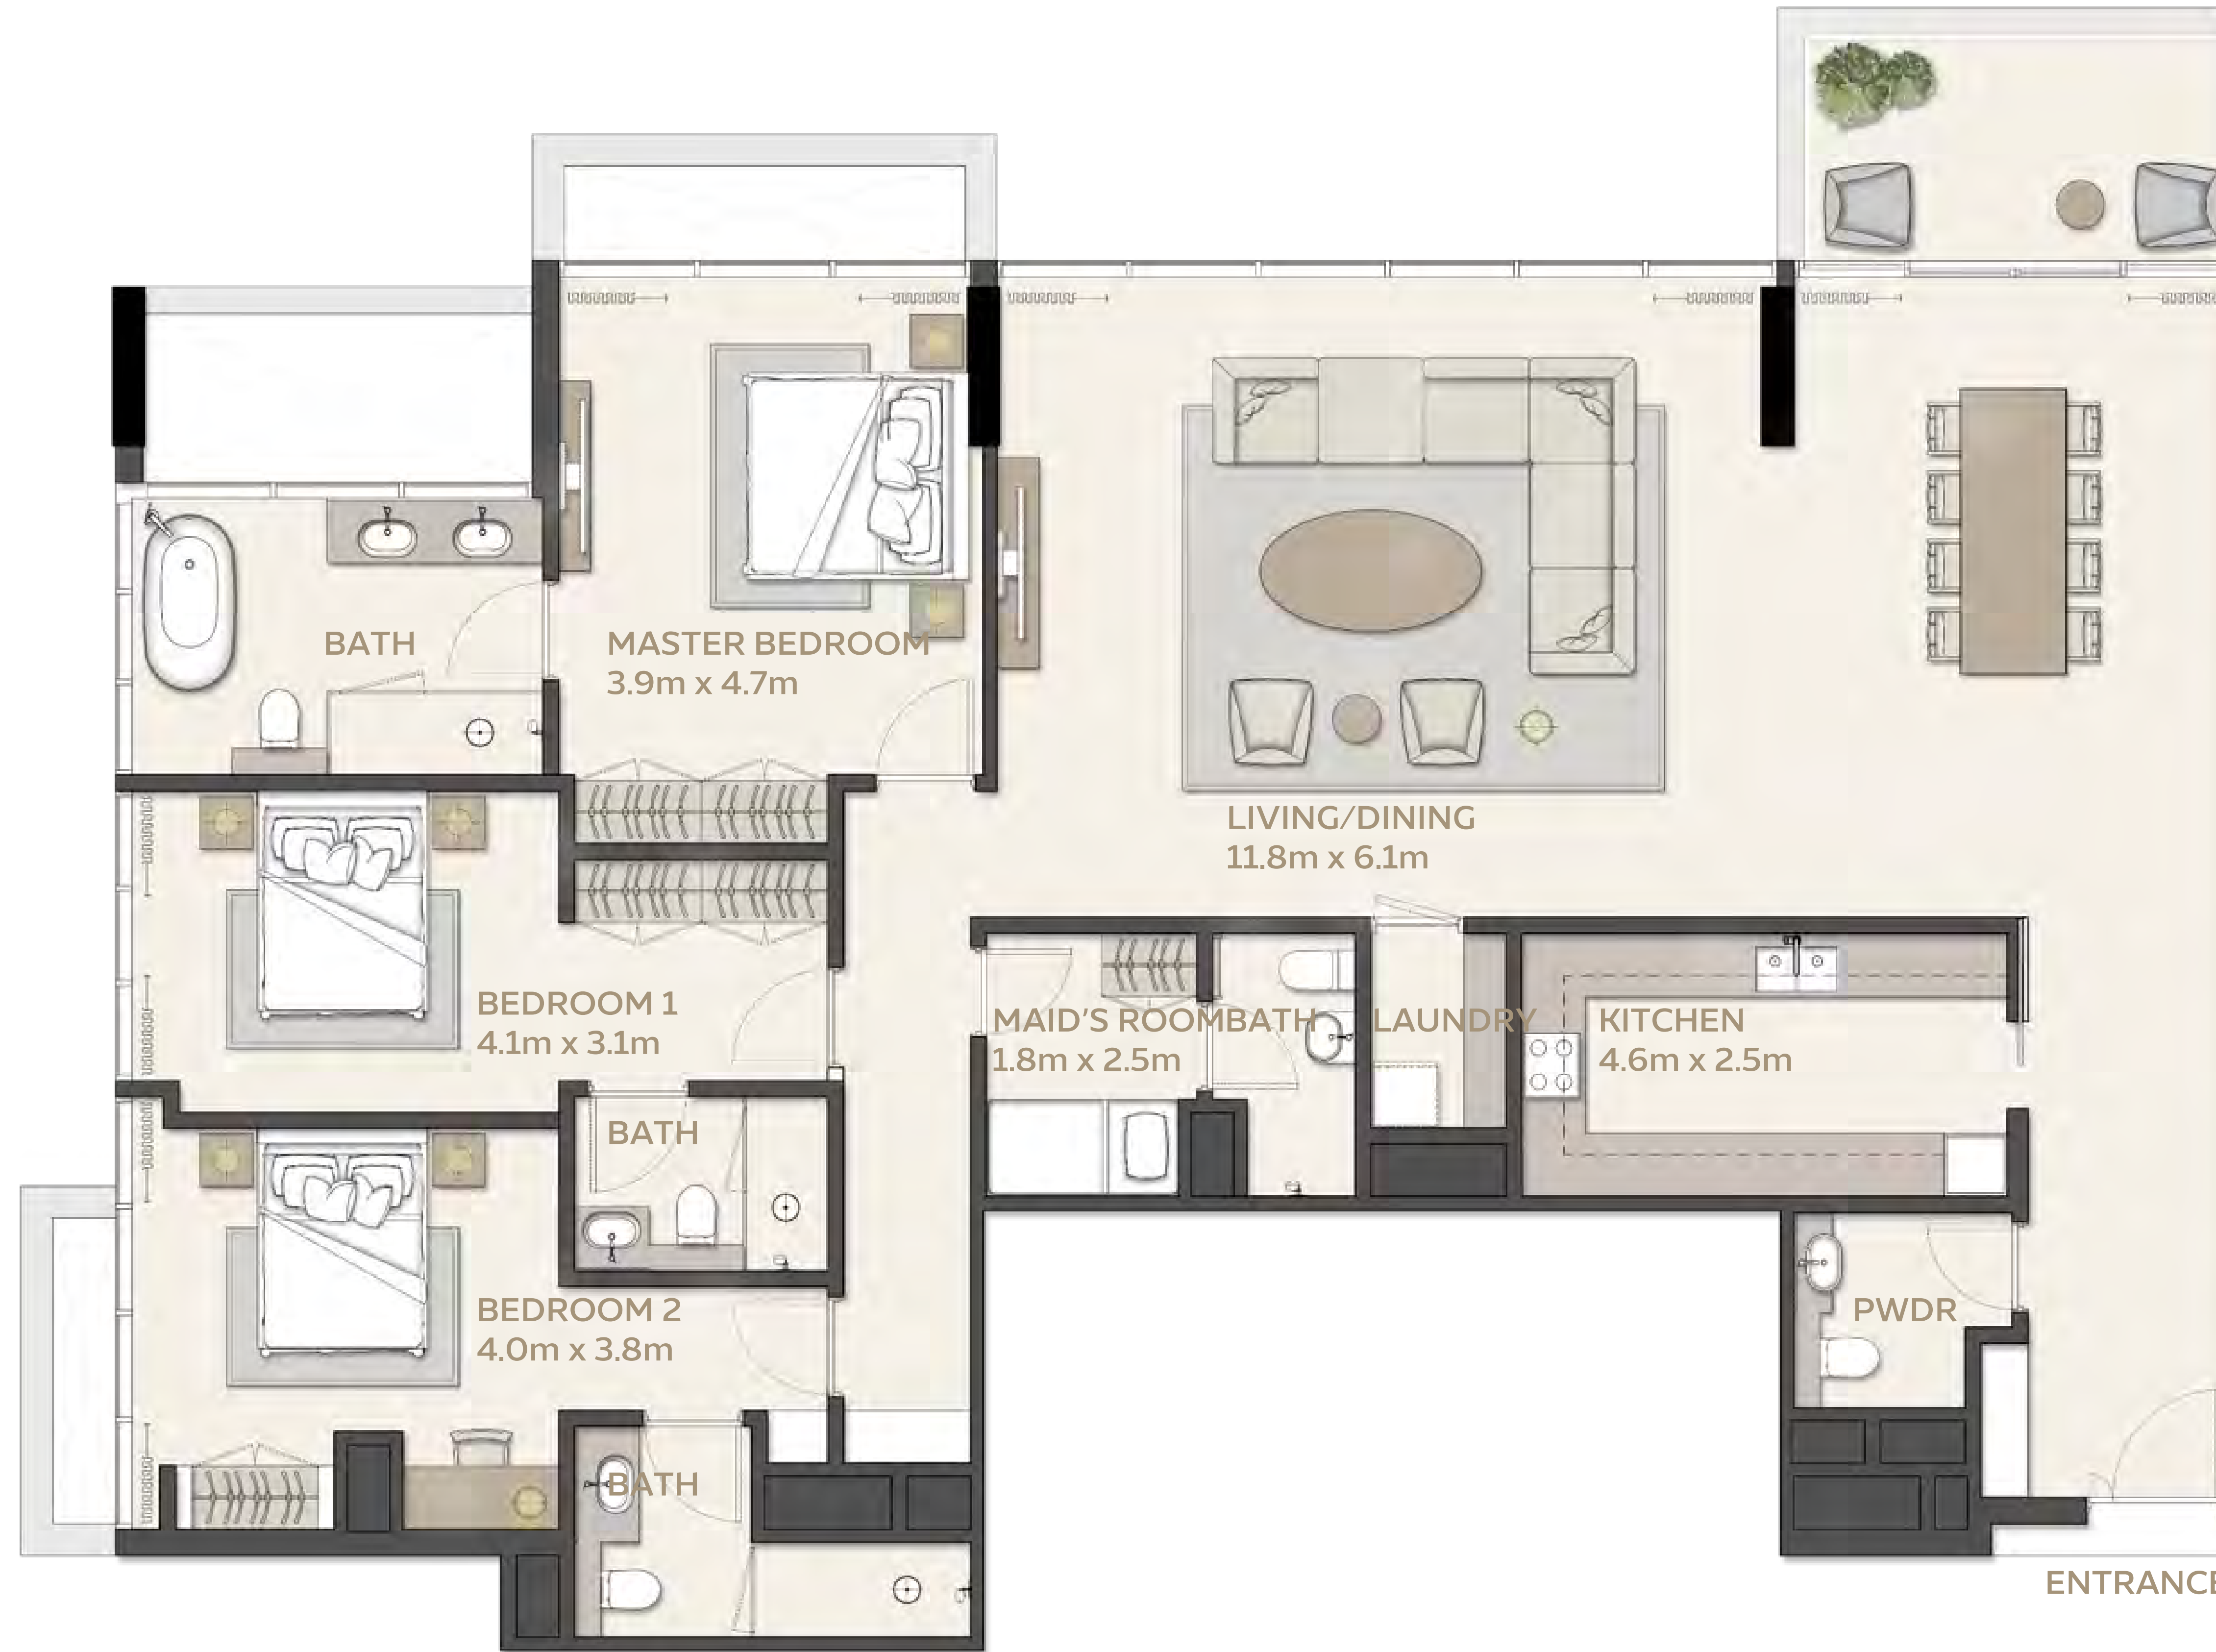 BATH
MASTER BEDROOM
3.9m x 4.7m
LIVING/DINING
11.8m x 6.1m
BEDROOM 1
4.1m x 3.1m
MAID’S ROOM
1.8m x 2.5m
BATH
LAUNDRY
KITCHEN
4.6m x 2.5m
BATH
BEDROOM 2
4.0m x 3.8m
PWDR
BATH
ENTRANCE